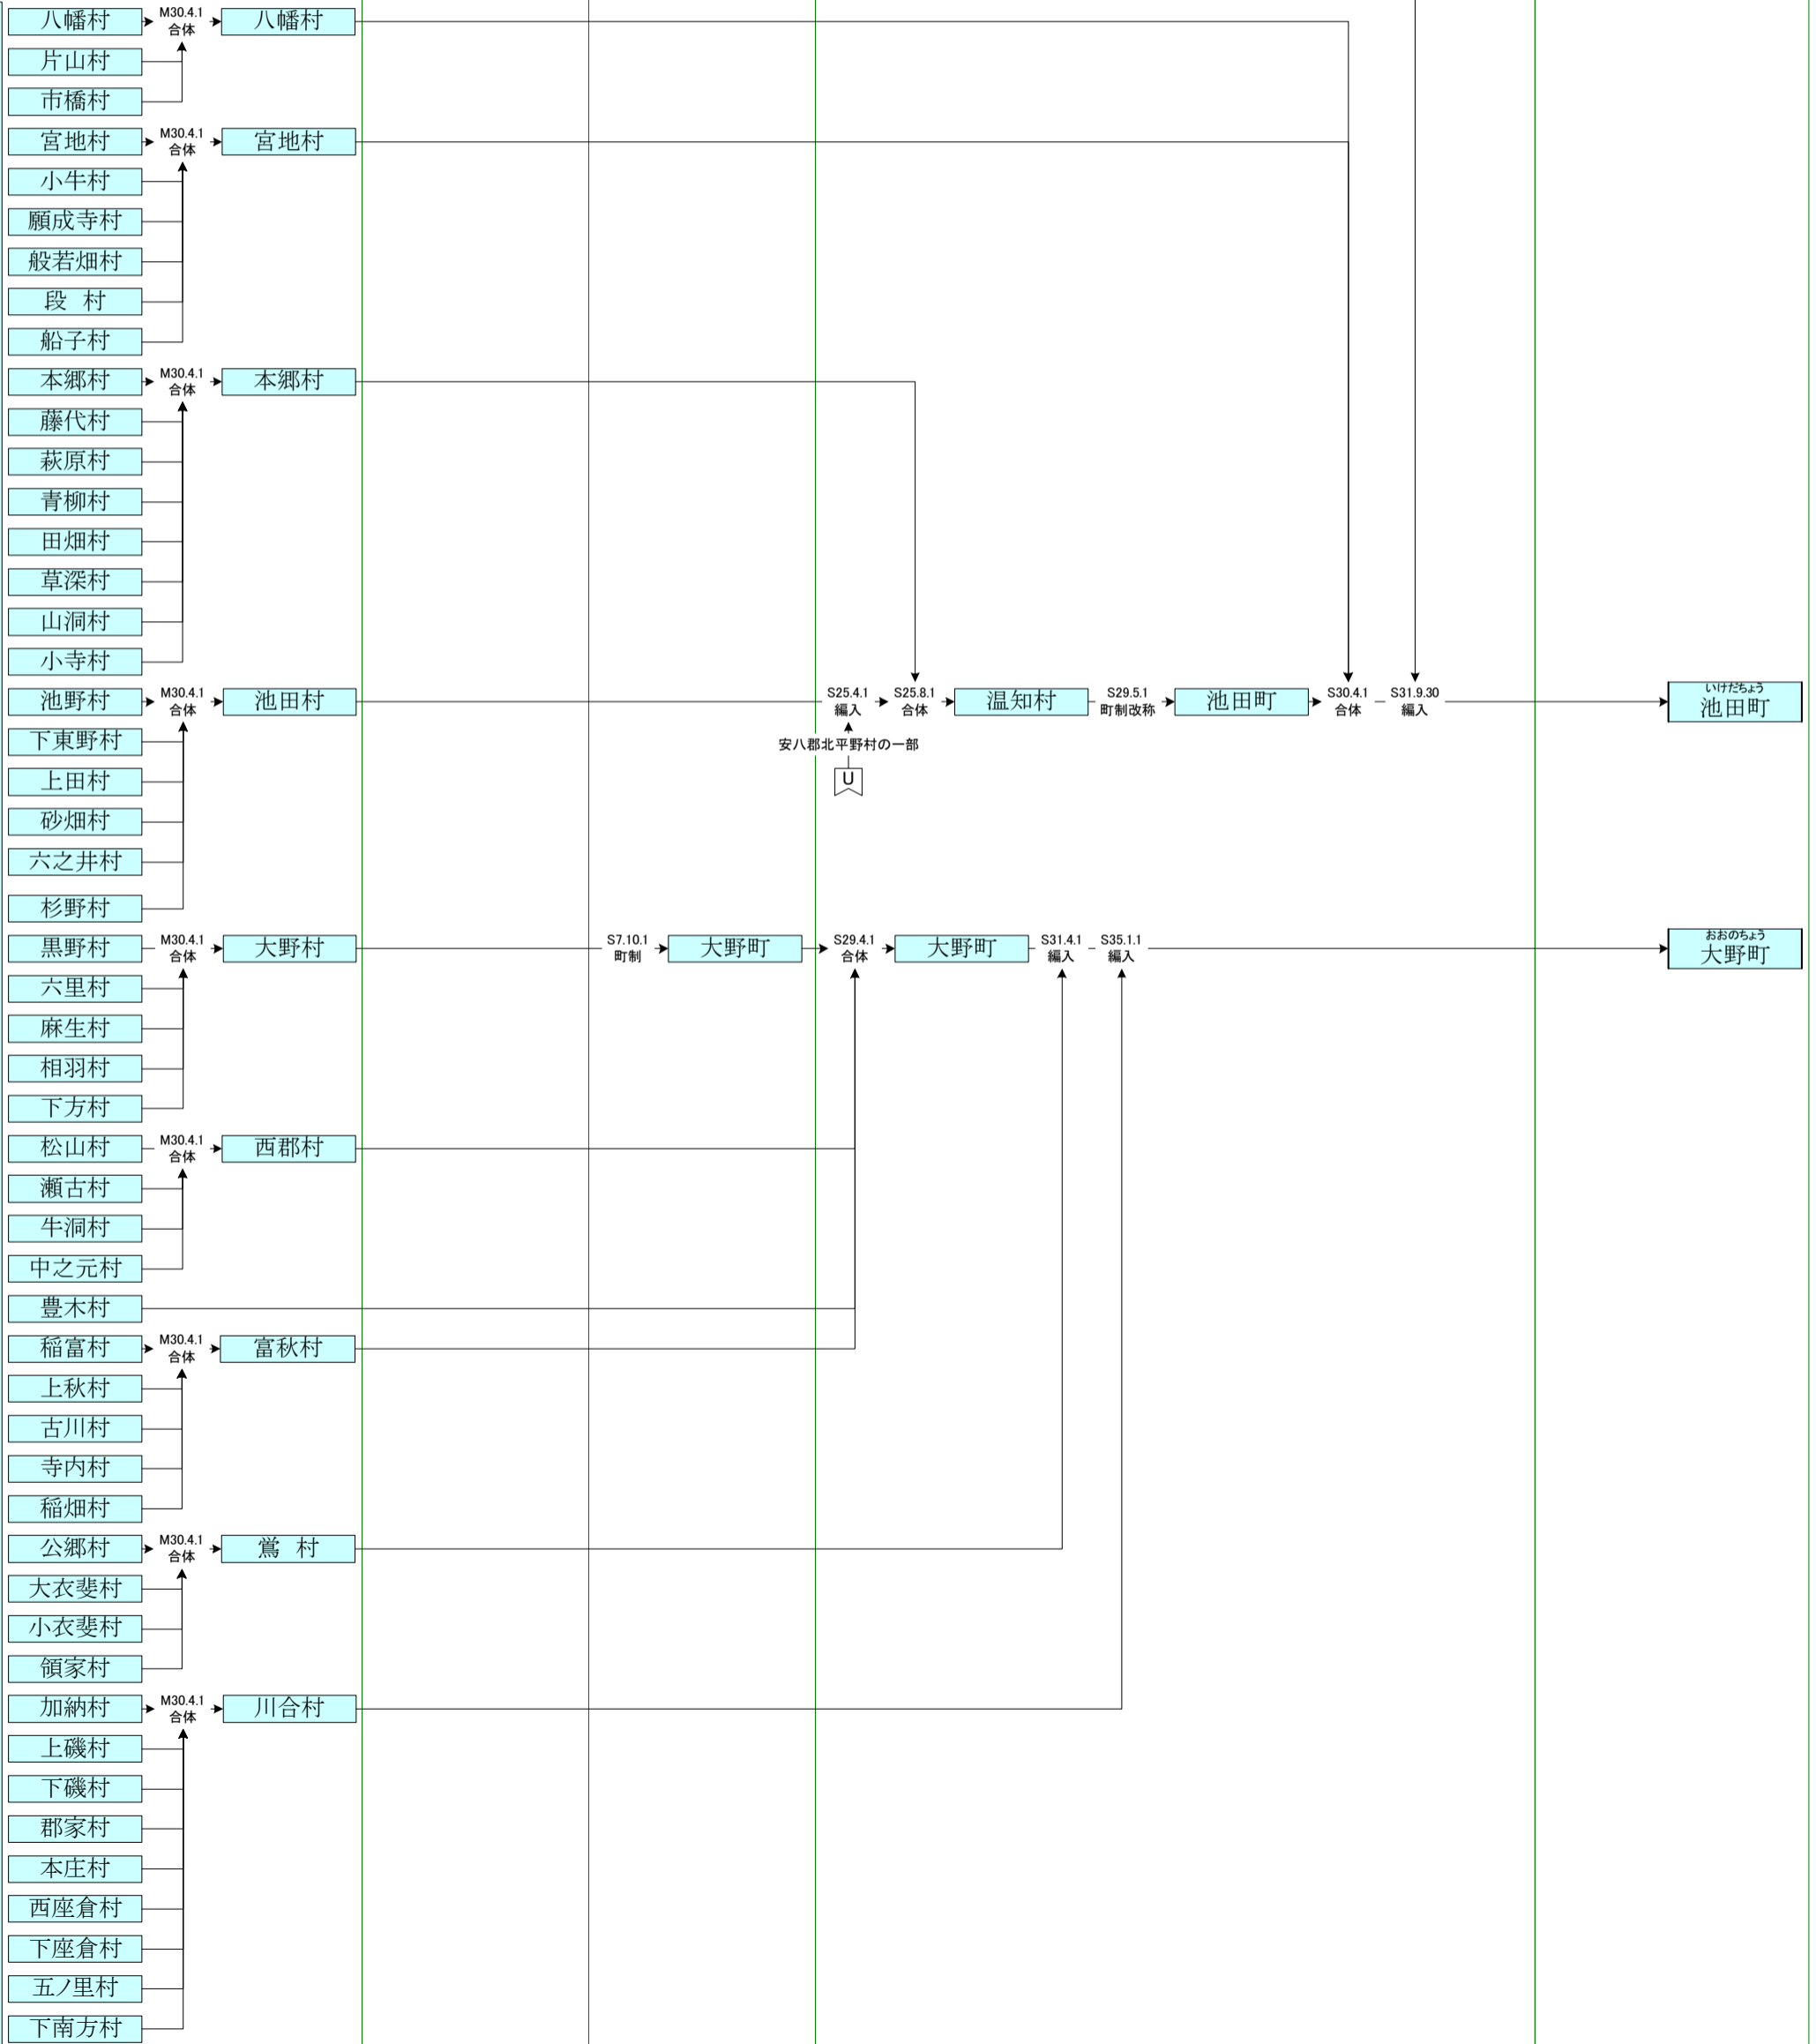 八幡村
M30.4.1
合体
八幡村
片山村
市橋村
宮地村
M30.4.1
合体
宮地村
小牛村
願成寺村
般若畑村
段 村
船子村
本郷村
M30.4.1
合体
本郷村
藤代村
萩原村
青柳村
田畑村
草深村
山洞村
小寺村
池野村
M30.4.1
合体
池田村
S25.4.1
編入
S25.8.1
合体
温知村
S29.5.1
町制改称
池田町
S30.4.1
合体
S31.9.30
編入
いけだちょう
池田町
下東野村
安八郡北平野村の一部
U
上田村
砂畑村
六之井村
杉野村
黒野村
M30.4.1
合体
大野村
S7.10.1
町制
大野町
S29.4.1
合体
大野町
S31.4.1
編入
S35.1.1
編入
おおのちょう
大野町
六里村
麻生村
相羽村
下方村
松山村
M30.4.1
合体
西郡村
瀬古村
牛洞村
中之元村
豊木村
稲富村
M30.4.1
合体
富秋村
上秋村
古川村
寺内村
稲畑村
公郷村
M30.4.1
合体
鴬 村
大衣斐村
小衣斐村
領家村
加納村
M30.4.1
合体
川合村
上磯村
下磯村
郡家村
本庄村
西座倉村
下座倉村
五ノ里村
下南方村